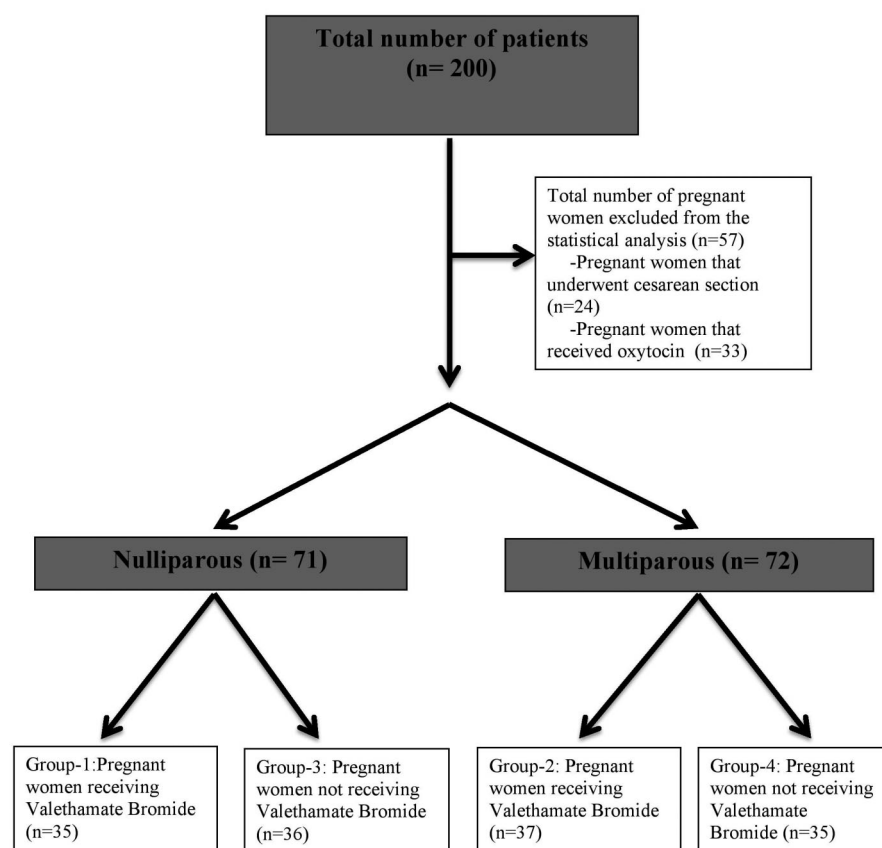 Total number of patients
(n= 200)
Total number of pregnant
women excluded from the
statistical analysis (n=57)
-Pregnant women that
underwent cesarean section
(n=24)
-Pregnant women that
received oxytocin (n=33)
Nulliparous (n= 71)
Multiparous (n= 72)
Group-1:Pregnant
women receiving
Valethamate Bromide
(n=35)
Group-3: Pregnant
women not receiving
Valethamate Bromide
(n=36)
Group-2: Pregnant
women receiving
Valethamate Bromide
(n=37)
Group-4: Pregnant
women not receiving
Valethamate
Bromide (n=35)